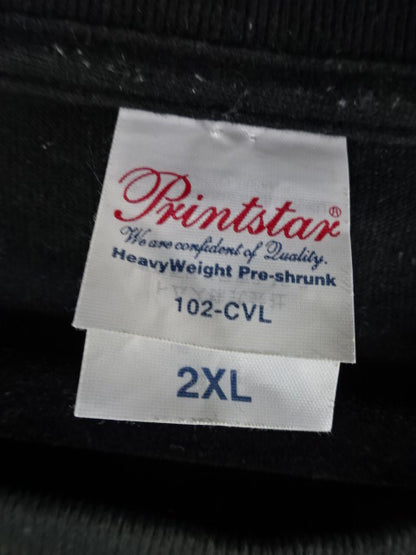 Printstar®
We are confident of Quality.
HeavyWeight Pre-shrunk
102-CVL
2XL